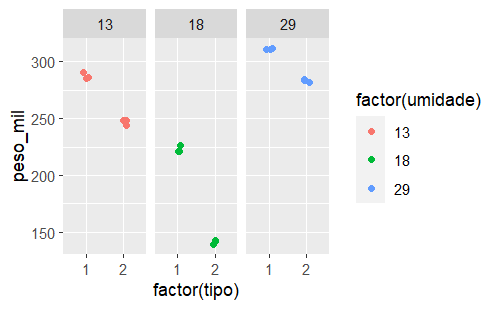 13 18 29
300
250
200
150
peso_mil
1 2 1 2 1 2
factor(tipo)
factor(umidade)
13
18
29